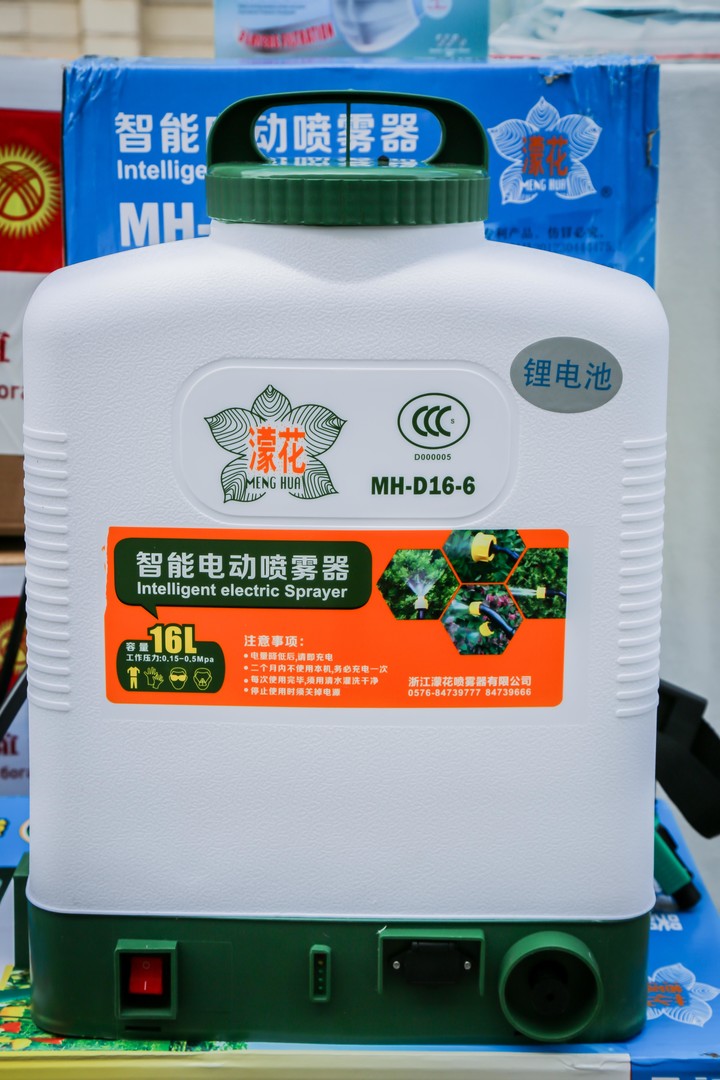 智能电动喷雾器
Intellige
MH-
濛花
MENG HUA
®
锂电池
濛花
MENG HUA
CCC
S
D000005
MH-D16-6
智能电动喷雾器
Intelligent electric Sprayer
容量16L
工作压力:0.15-0.5Mpa
注意事项:
•电量降低后,请即充电
•二个月内不使用本机,务必充电一次
•每次使用完毕,须用清水灌洗干净
•停止使用时须关掉电源
浙江濛花喷雾器有限公司
0576-84739777 84739666